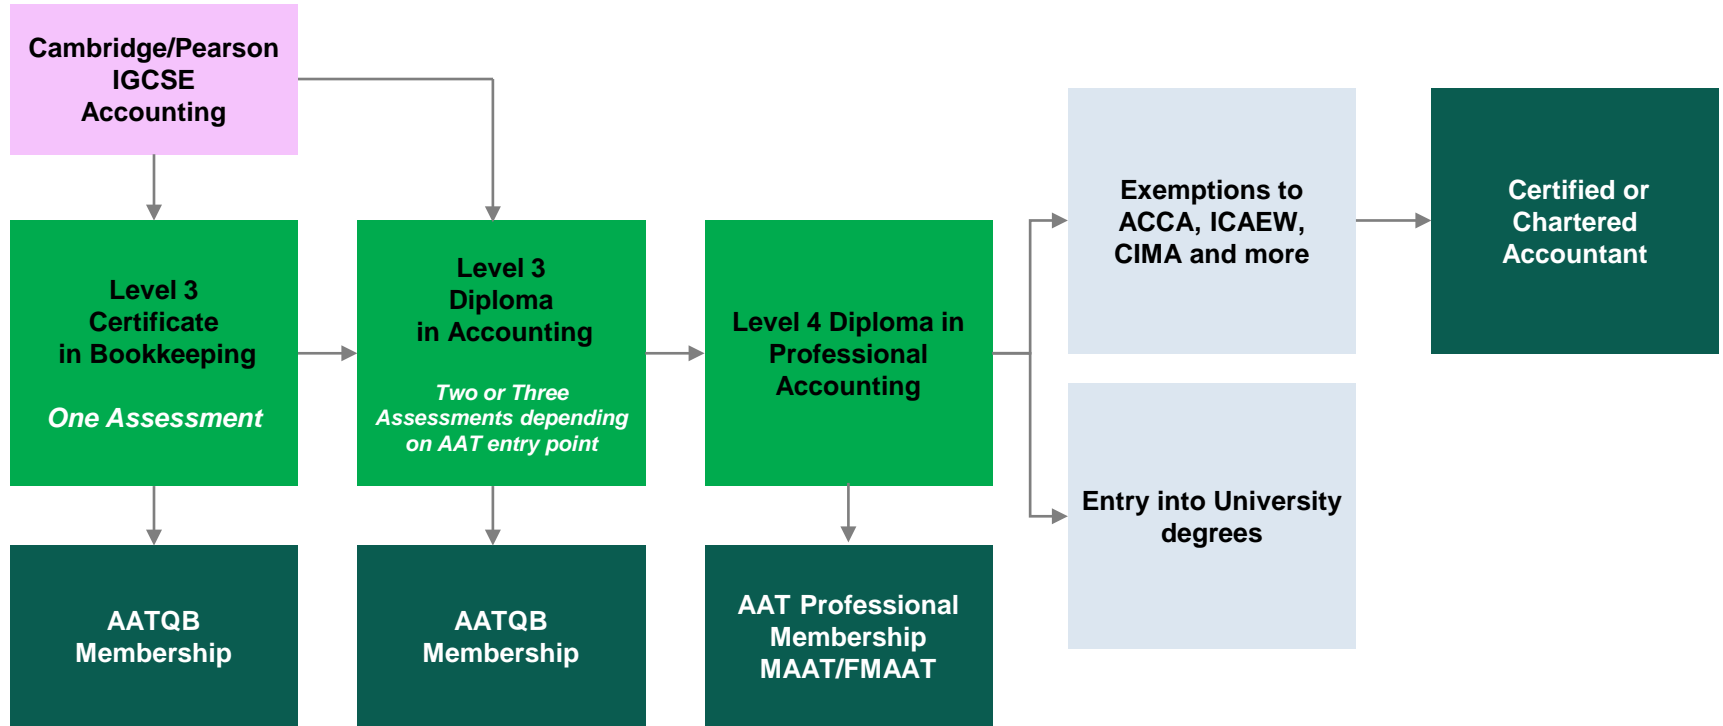 Cambridge/Pearson
IGCSE
Accounting
Level 3
Certificate
in Bookkeeping
One Assessment
Level 3
Diploma
in Accounting
Two or Three
Assessments depending
on AAT entry point
Level 4 Diploma in
Professional
Accounting
Exemptions to
ACCA, ICAEW,
CIMA and more
Certified or
Chartered
Accountant
Entry into University
degrees
AATQB
Membership
AATQB
Membership
AAT Professional
Membership
MAAT/FMAAT